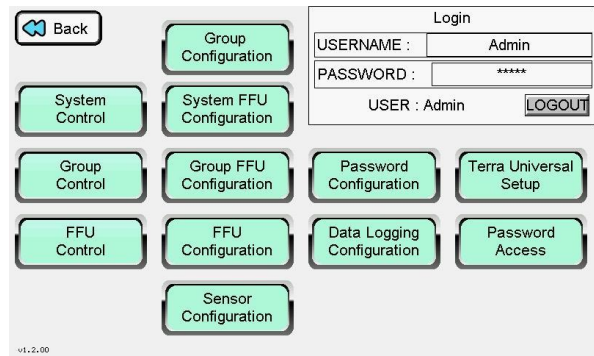 Back
Group
Configuration
Login
USERNAME : Admin
PASSWORD : *****
USER : Admin LOGOUT
System
Control
System FFU
Configuration
Group
Control
Group FFU
Configuration
Password
Configuration
Terra Universal
Setup
FFU
Control
FFU
Configuration
Data Logging
Configuration
Password
Access
Sensor
Configuration
v1.2.00